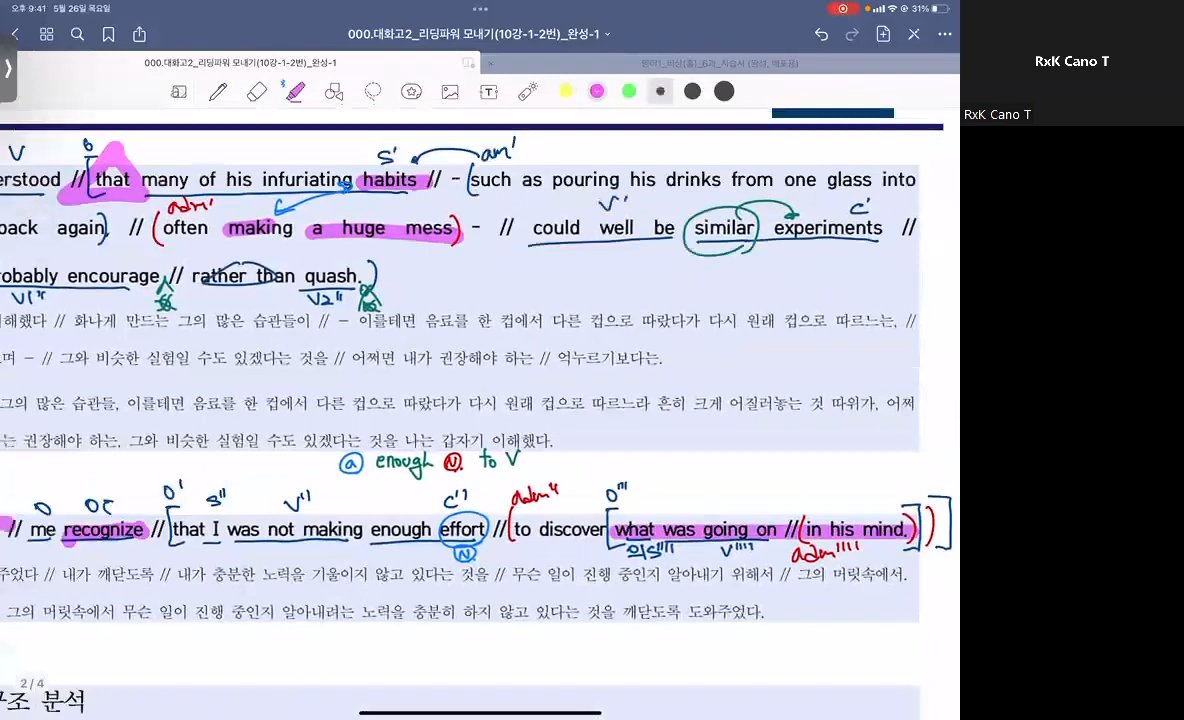 오후 9:41 5월 26일 목요일
31%
000.대화고2_리딩파워 모내기(10강-1-2번)_완성-1
RxK Cano T
000.대화고2_리딩파워 모내기(10강-1-2번)_완성-1
RxK Cano T
V
S'
am'
erstood // that many of his infuriating habits // - (such as pouring his drinks from one glass into
V'
C'
back again), // (often making a huge mess) - // could well be similar experiments //
robably encourage // rather than quash.)
V1''
V2''
해했다 // 화나게 만드는 그의 많은 습관들이 // - 이를테면 음료를 한 컵에서 다른 컵으로 따랐다가 다시 원래 컵으로 따르느는, //
며 - // 그와 비슷한 실험일 수도 있겠다는 것을 // 어쩌면 내가 권장해야 하는 // 억누르기보다는.
그의 많은 습관들, 이를테면 음료를 한 컵에서 다른 컵으로 따랐다가 다시 원래 컵으로 따르느라 흔히 크게 어질러놓는 것 따위가, 어쩌
는 권장해야 하는, 그와 비슷한 실험일 수도 있겠다는 것을 나는 갑자기 이해했다.
ⓐ enough Ⓝ to V
O OC O' S'' V'' C'' O'''
// me recognize // [that I was not making enough effort // (to discover [what was going on // (in his mind.)])]
N
S'''' V''''
주었다 // 내가 깨닫도록 // 내가 충분한 노력을 기울이지 않고 있다는 것을 // 무슨 일이 진행 중인지 알아내기 위해서 // 그의 머릿속에서.
그의 머릿속에서 무슨 일이 진행 중인지 알아내려는 노력을 충분히 하지 않고 있다는 것을 깨닫도록 도와주었다.
2 / 4
구조 분석